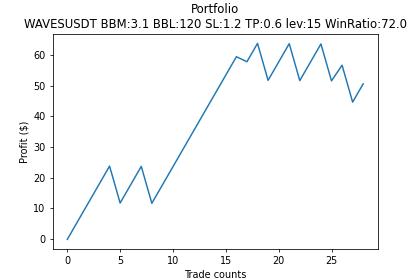 Portfolio
WAVESUSDT BBM:3.1 BBL:120 SL:1.2 TP:0.6 lev:15 WinRatio:72.0
Profit ($)
60
50
40
30
20
10
0
0 5 10 15 20 25
Trade counts